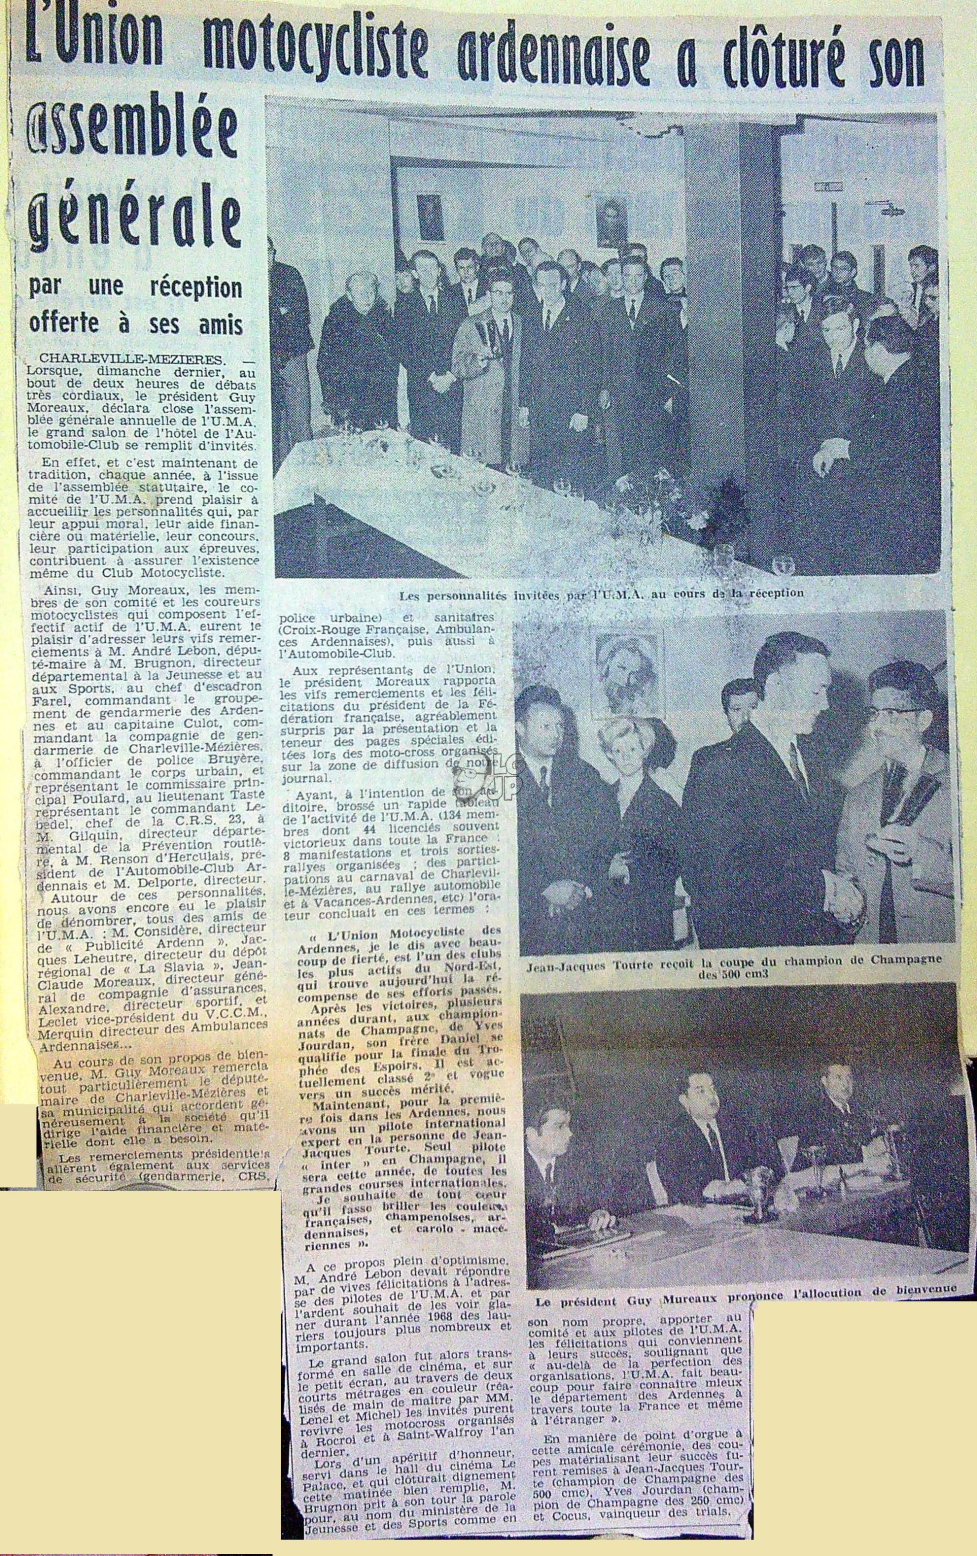 L'Union motocycliste ardennaise a clôturé son
assemblée
générale
par une réception
offerte à ses amis
CHARLEVILLE-MEZIERES. —
Lorsque, dimanche dernier, au
bout de deux heures de débats
très cordiaux, le président Guy
Moreaux, déclara close l'assem-
blée générale annuelle de l'U.M.A.
le grand salon de l'hôtel de l'Au-
tomobile-Club se remplit d'invités.
En effet, et c'est maintenant de
tradition, chaque année, à l'issue
de l'assemblée statutaire, le co-
mité de l'U.M.A. prend plaisir à
accueillir les personnalités qui, par
leur appui moral, leur aide finan-
cière ou matérielle, leur concours,
leur participation aux épreuves,
contribuent à assurer l'existence
même du Club Motocycliste.
Ainsi, Guy Moreaux, les mem-
bres de son comité et les coureurs
motocyclistes qui composent l'ef-
fectif actif de l'U.M.A. eurent le
plaisir d'adresser leurs vifs remer-
ciements à M. André Lebon, dépu-
té-maire à M. Brugnon, directeur
départemental à la Jeunesse et au
aux Sports, au chef d'escadron
Farel, commandant le groupe-
ment de gendarmerie des Arden-
nes et au capitaine Culot, com-
mandant la compagnie de gen-
darmerie de Charleville-Mézières,
à l'officier de police Bruyère,
commandant le corps urbain, et
représentant le commissaire prin-
cipal Poulard, au lieutenant Tasté
représentant le commandant Le-
bedel, chef de la C.R.S. 23, à
M. Gilquin, directeur départe-
mental de la Prévention routiè-
re, à M. Renson d'Herculais, pré-
sident de l'Automobile-Club Ar-
dennais et M. Delporte, directeur.
Autour de ces personnalités,
nous avons encore eu le plaisir
de dénombrer, tous des amis de
l'U.M.A. : M. Considère, directeur
de « Publicité Ardenn », Jac-
ques Leheutre, directeur du dépôt
régional de « La Slavia », Jean-
Claude Moreaux, directeur géné-
ral de compagnie d'assurances,
Alexandre, directeur sportif, et
Leclet vice-président du V.C.C.M.,
Merquin directeur des Ambulances
Ardennaises...
Au cours de son propos de bien-
venue, M. Guy Moreaux remercia
tout particulièrement le député-
maire de Charleville-Mézières et
sa municipalité qui accordent gé-
néreusement à la société qu'il
dirige l'aide financière et maté-
rielle dont elle a besoin.
Les remerciements présidentiels
allèrent également aux services
de sécurité (gendarmerie, CRS,
Les personnalités invitées par l'U.M.A. au cours de la réception
police urbaine) et sanitaires
(Croix-Rouge Française, Ambulan-
ces Ardennaises), puis aussi à
l'Automobile-Club.
Aux représentants de l'Union,
le président Moreaux rapporta
les vifs remerciements et les féli-
citations du président de la Fé-
dération française, agréablement
surpris par la présentation et la
teneur des pages spéciales édi-
tées lors des moto-cross organisés
sur la zone de diffusion de notre
journal.
Ayant, à l'intention de son au-
ditoire, brossé un rapide tableau
de l'activité de l'U.M.A. (134 mem-
bres dont 44 licenciés souvent
victorieux dans toute la France ;
8 manifestations et trois sorties-
rallyes organisées ; des partici-
pations au carnaval de Charlevil-
le-Mézières, au rallye automobile
et à Vacances-Ardennes, etc) l'ora-
teur concluait en ces termes :
« L'Union Motocycliste des
Ardennes, je le dis avec beau-
coup de fierté, est l'un des clubs
les plus actifs du Nord-Est,
qui trouve aujourd'hui la ré-
compense de ses efforts passés.
Après les victoires, plusieurs
années durant, aux champion-
nats de Champagne, de Yves
Jourdan, son frère Daniel se
qualifie pour la finale du Tro-
phée des Espoirs. Il est ac-
tuellement classé 2e et vogue
vers un succès mérité.
Maintenant, pour la premiè-
re fois dans les Ardennes, nous
avons un pilote international
expert en la personne de Jean-
Jacques Tourte. Seul pilote
« inter » en Champagne, il
sera cette année, de toutes les
grandes courses internationales.
Je souhaite de tout cœur
qu'il fasse briller les couleurs
françaises, champenoises, ar-
dennaises, et carolo - macé-
riennes ».
A ce propos plein d'optimisme,
M. André Lebon devait répondre
par de vives félicitations à l'adres-
se des pilotes de l'U.M.A. et par
l'ardent souhait de les voir gla-
ner durant l'année 1968 des lau-
riers toujours plus nombreux et
importants.
Le grand salon fut alors trans-
formé en salle de cinéma, et sur
le petit écran, au travers de deux
courts métrages en couleur (réa-
lisés de main de maître par MM.
Lenel et Michel) les invités purent
revivre les motocross organisés
à Rocroi et à Saint-Walfroy l'an
dernier.
Lors d'un apéritif d'honneur,
servi dans le hall du cinéma Le
Palace, et qui clôturait dignement
cette matinée bien remplie, M.
Brugnon prit à son tour la parole
pour, au nom du ministère de la
Jeunesse et des Sports comme en
Jean-Jacques Tourte reçoit la coupe du champion de Champagne
des 500 cm3
Le président Guy Mureaux prononce l'allocution de bienvenue
son nom propre, apporter au
comité et aux pilotes de l'U.M.A.
les félicitations qui conviennent
à leurs succès, soulignant que
« au-delà de la perfection des
organisations, l'U.M.A. fait beau-
coup pour faire connaître mieux
le département des Ardennes à
travers toute la France et même
à l'étranger ».
En manière de point d'orgue à
cette amicale cérémonie, des cou-
pes matérialisant leur succès fu-
rent remises à Jean-Jacques Tour-
te (champion de Champagne des
500 cmc), Yves Jourdan (cham-
pion de Champagne des 250 cmc)
et Cocus, vainqueur des trials.